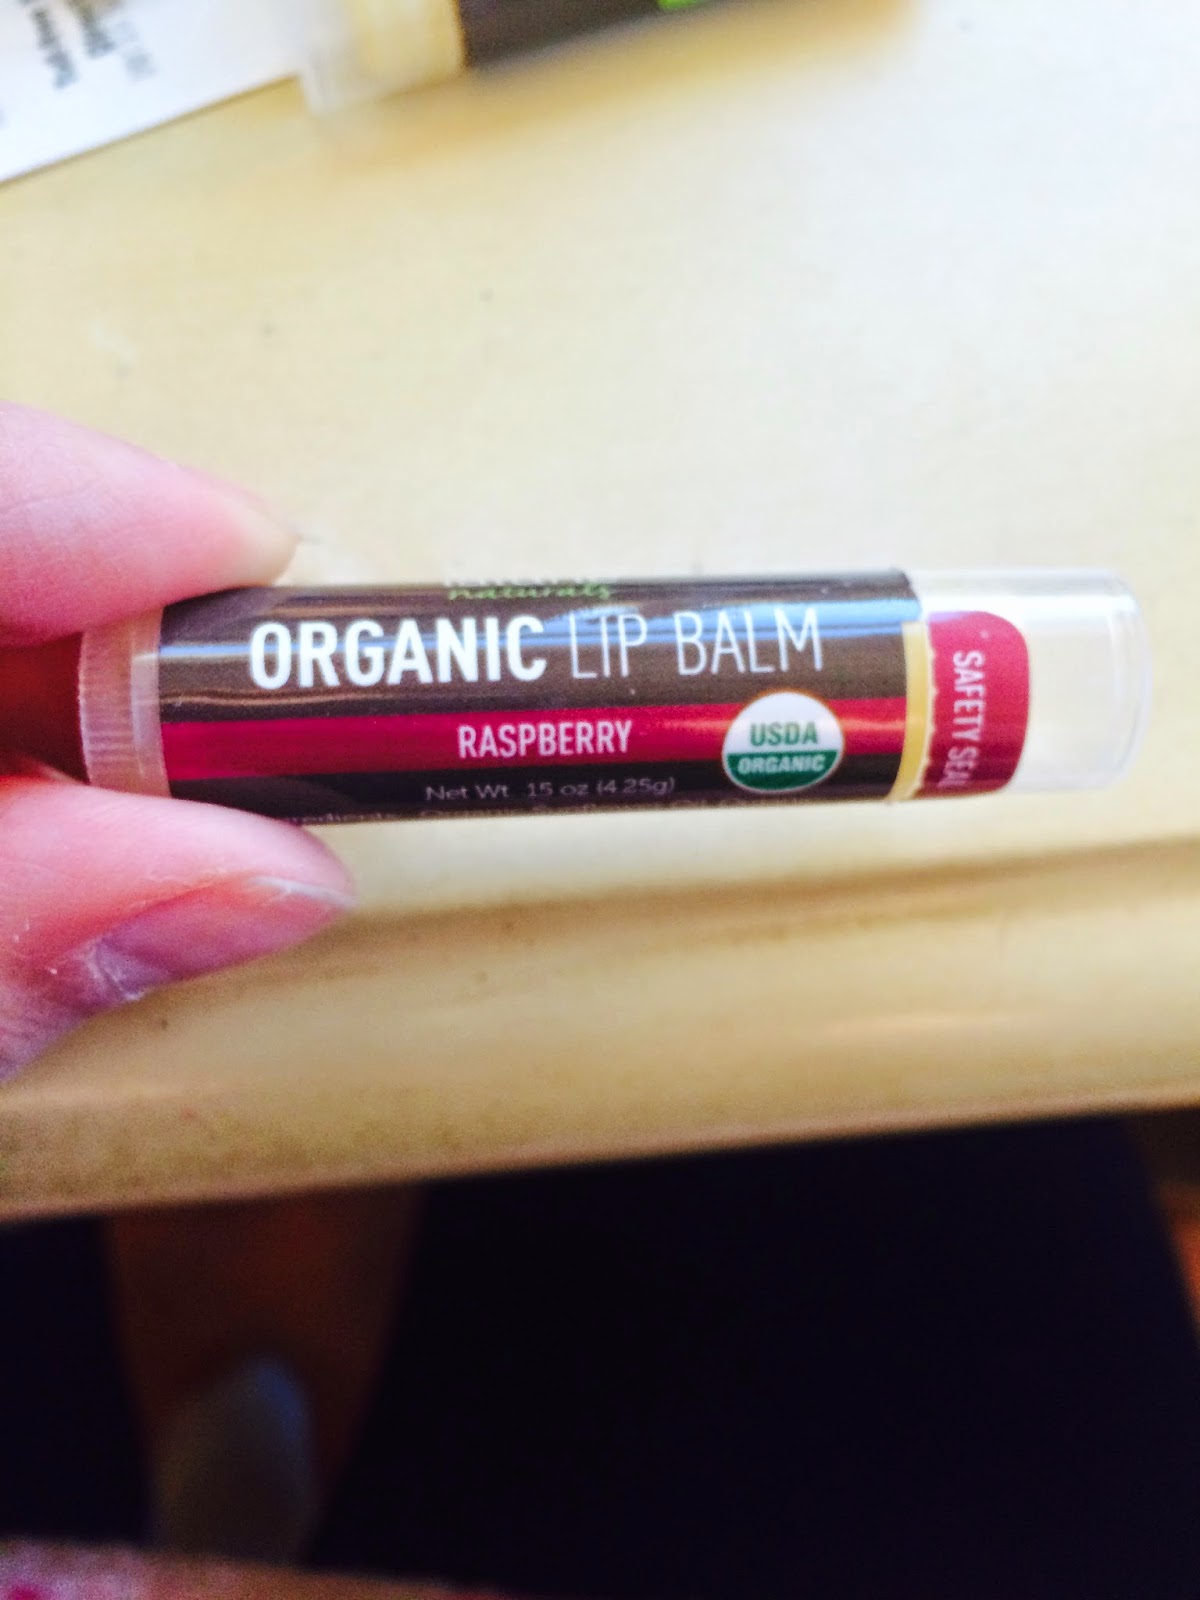 naturals
ORGANIC LIP BALM
RASPBERRY
USDA
ORGANIC
Net Wt .15 oz (4.25g)
SAFETY SEAL